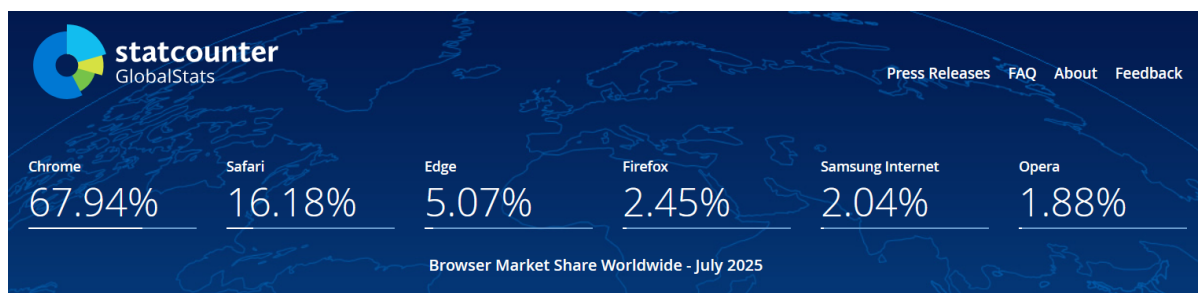 statcounter
GlobalStats
Press Releases FAQ About Feedback
Chrome
67.94%
Safari
16.18%
Edge
5.07%
Firefox
2.45%
Samsung Internet
2.04%
Opera
1.88%
Browser Market Share Worldwide - July 2025